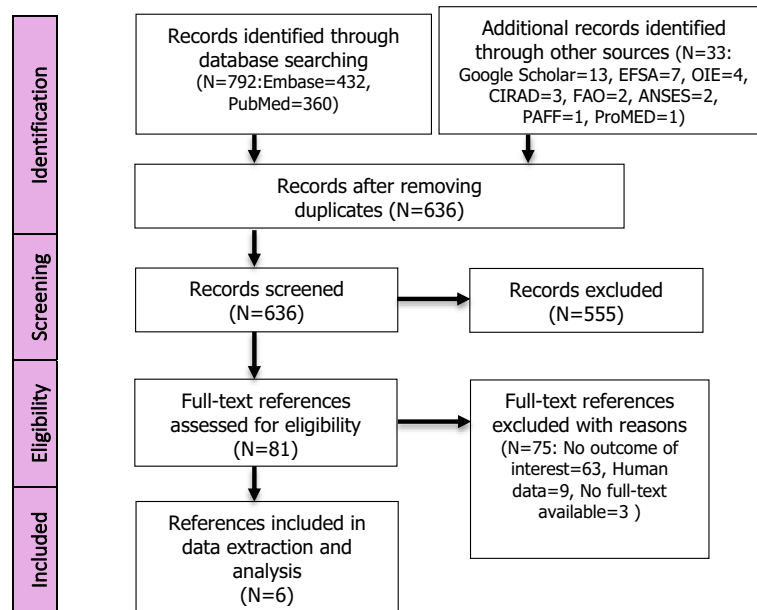 Identification
Records identified through
database searching
(N=792:Embase=432,
PubMed=360)
Additional records identified
through other sources (N=33:
Google Scholar=13, EFSA=7, OIE=4,
CIRAD=3, FAO=2, ANSES=2,
PAFF=1, ProMED=1)
Records after removing
duplicates (N=636)
Screening
Records screened
(N=636)
Records excluded
(N=555)
Eligibility
Full-text references
assessed for eligibility
(N=81)
Full-text references
excluded with reasons
(N=75: No outcome of
interest=63, Human
data=9, No full-text
available=3 )
Included
References included in
data extraction and
analysis
(N=6)